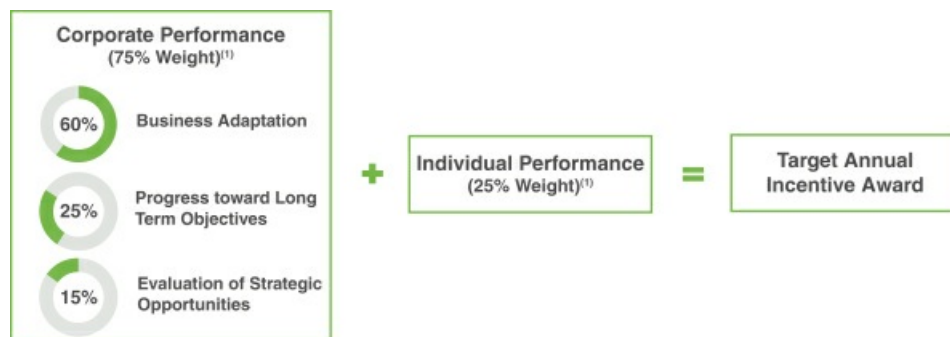 Corporate Performance
(75% Weight)(1)
60%
Business Adaptation
25%
Progress toward Long
Term Objectives
15%
Evaluation of Strategic
Opportunities
+
Individual Performance
(25% Weight)(1)
=
Target Annual
Incentive Award